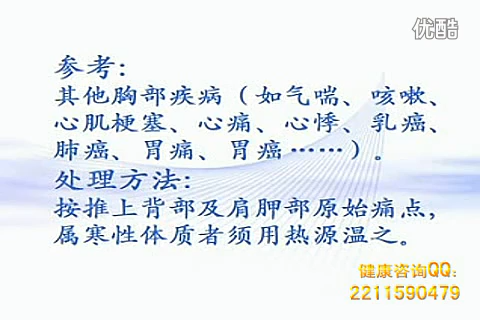 优酷
参考:
其他胸部疾病（如气喘、咳嗽、
心肌梗塞、心痛、心悸、乳癌、
肺癌、胃痛、胃癌……）。
处理方法:
按推上背部及肩胛部原始痛点,
属寒性体质者须用热源温之。
健康咨询QQ:
2211590479